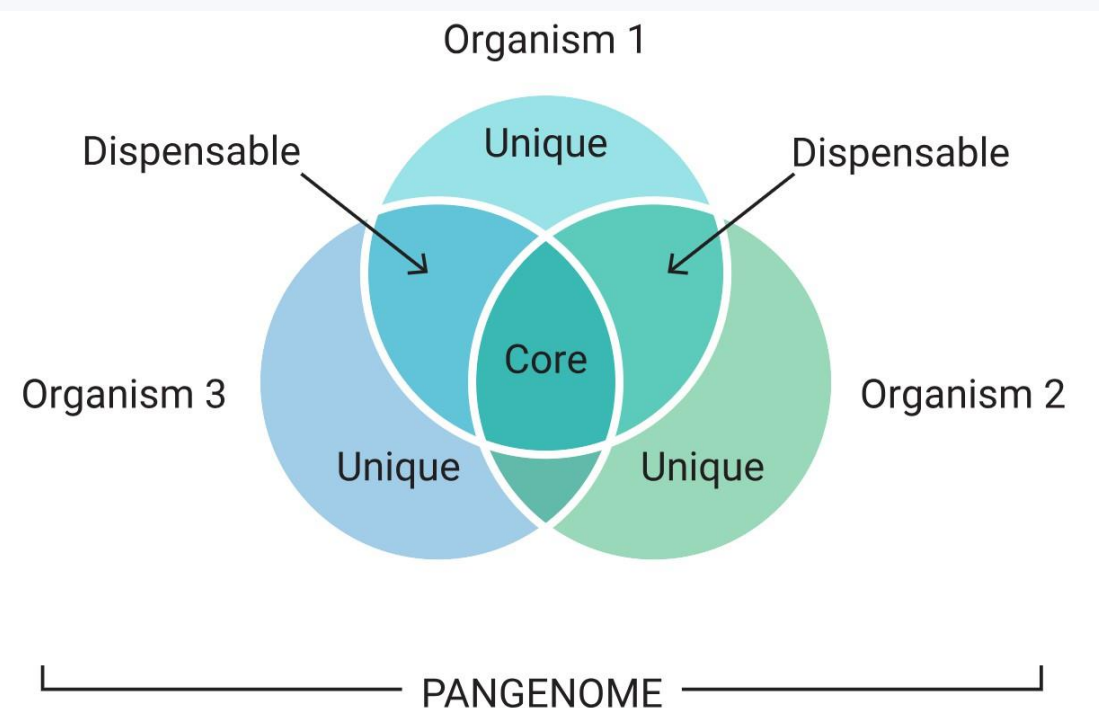 Organism 1
Dispensable
Unique
Dispensable
Core
Organism 3
Organism 2
Unique
Unique
PANGENOME